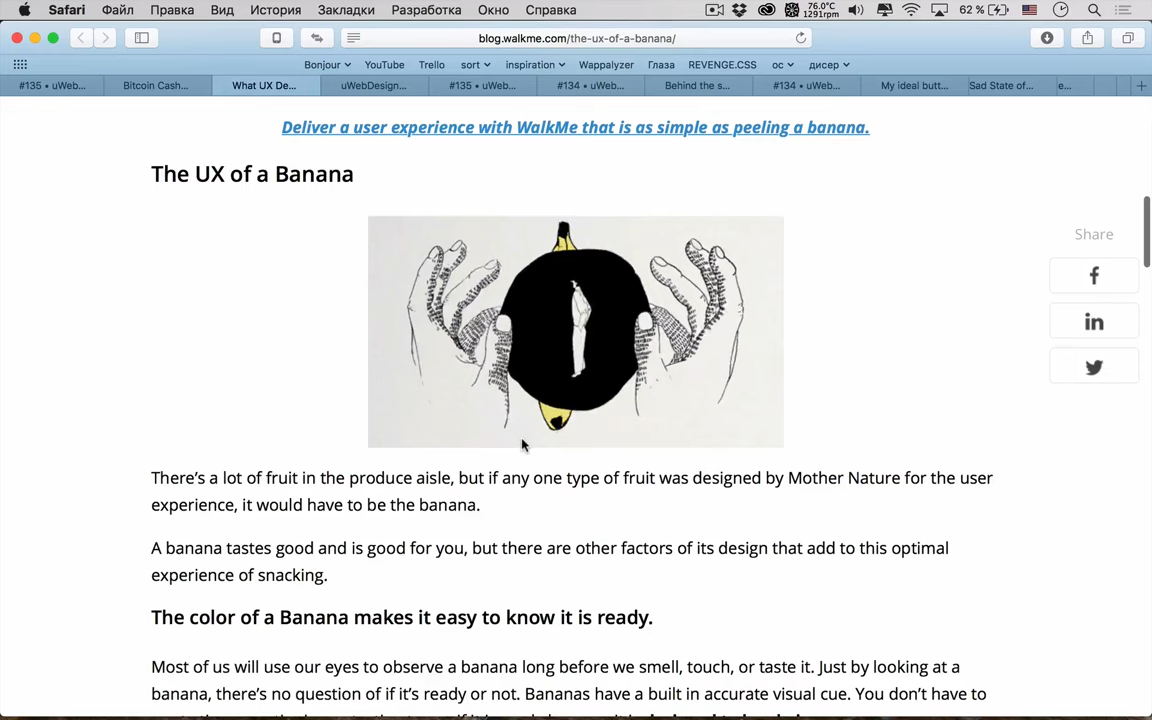 Safari Файл Правка Вид История Закладки Разработка Окно Справка 76.0°C 1291rpm 62 %
blog.walkme.com/the-ux-of-a-banana/
Bonjour YouTube Trello sort inspiration Wappalyzer Глаза REVENGE.CSS ос дисер
#135 • uWeb... Bitcoin Cash... What UX De... uWebDesign... #135 • uWeb... #134 • uWeb... Behind the s... #134 • uWeb... My ideal butt... Sad State of... e...
Deliver a user experience with WalkMe that is as simple as peeling a banana.
The UX of a Banana
Share
There's a lot of fruit in the produce aisle, but if any one type of fruit was designed by Mother Nature for the user
experience, it would have to be the banana.
A banana tastes good and is good for you, but there are other factors of its design that add to this optimal
experience of snacking.
The color of a Banana makes it easy to know it is ready.
Most of us will use our eyes to observe a banana long before we smell, touch, or taste it. Just by looking at a
banana, there's no question of if it's ready or not. Bananas have a built in accurate visual cue. You don't have to